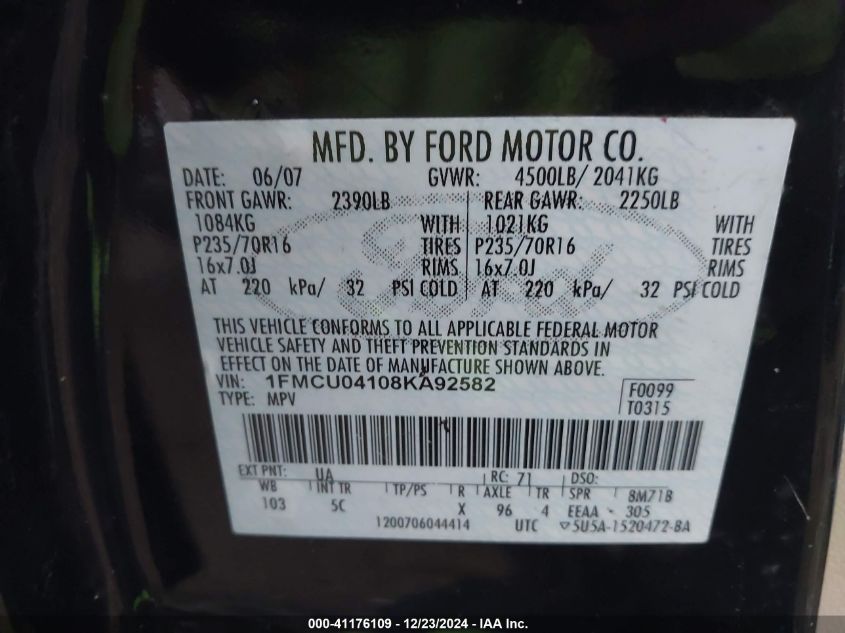 MFD. BY FORD MOTOR CO.
DATE: 06/07 GVWR: 4500LB/ 2041KG
FRONT GAWR: 2390LB REAR GAWR: 2250LB
1084KG WITH 1021KG WITH
P235/70R16 TIRES P235/70R16 TIRES
16x7.0J RIMS 16x7.0J RIMS
AT 220 kPa/ 32 PSI COLD AT 220 kPa/ 32 PSI COLD
Ford
THIS VEHICLE CONFORMS TO ALL APPLICABLE FEDERAL MOTOR
VEHICLE SAFETY AND THEFT PREVENTION STANDARDS IN
EFFECT ON THE DATE OF MANUFACTURE SHOWN ABOVE.
VIN: 1FMCU04108KA92582
TYPE: MPV
F0099
T0315
EXT PNT: UA RC: 71 DSO:
WB INT TR TP/PS R AXLE TR SPR 8M71B
103 5C X 96 4 EEAA - 305
1200706044414 UTC ▽5U5A-1520472-BA
000-41176109 - 12/23/2024 - IAA Inc.